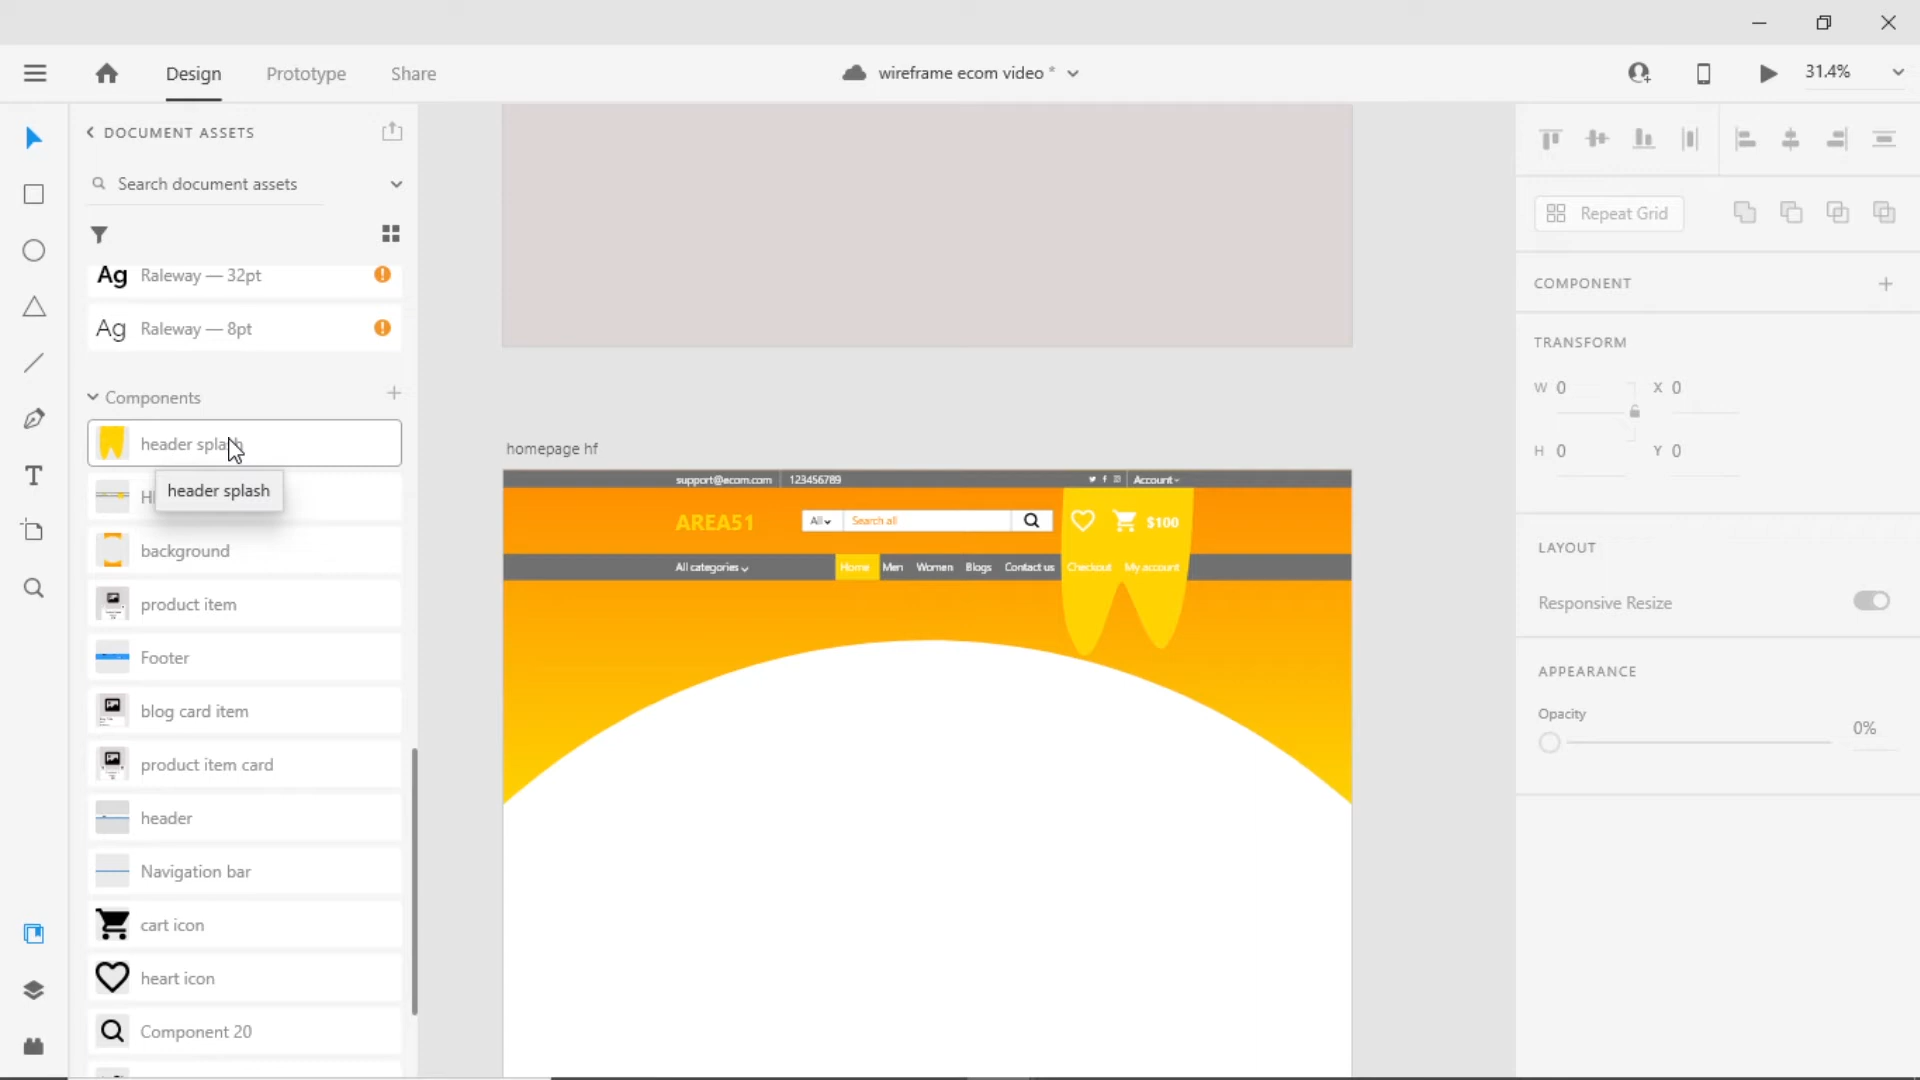 Design
Prototype
Share
wireframe ecom video *
31.4%
DOCUMENT ASSETS
Search document assets
Ag Raleway — 32pt
Ag Raleway — 8pt
Components
header splash
header splash
background
product item
Footer
blog card item
product item card
header
Navigation bar
cart icon
heart icon
Component 20
homepage hf
support@ecom.com 123456789 Account
AREA51 All Search all $100
All categories Home Men Women Blogs Contact us Checkout My account
Repeat Grid
COMPONENT
TRANSFORM
W 0 X 0
H 0 Y 0
LAYOUT
Responsive Resize
APPEARANCE
Opacity
0%